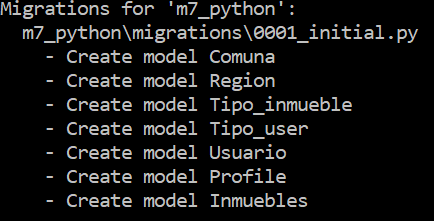 Migrations for 'm7_python':
m7_python\migrations\0001_initial.py
- Create model Comuna
- Create model Region
- Create model Tipo_inmueble
- Create model Tipo_user
- Create model Usuario
- Create model Profile
- Create model Inmuebles